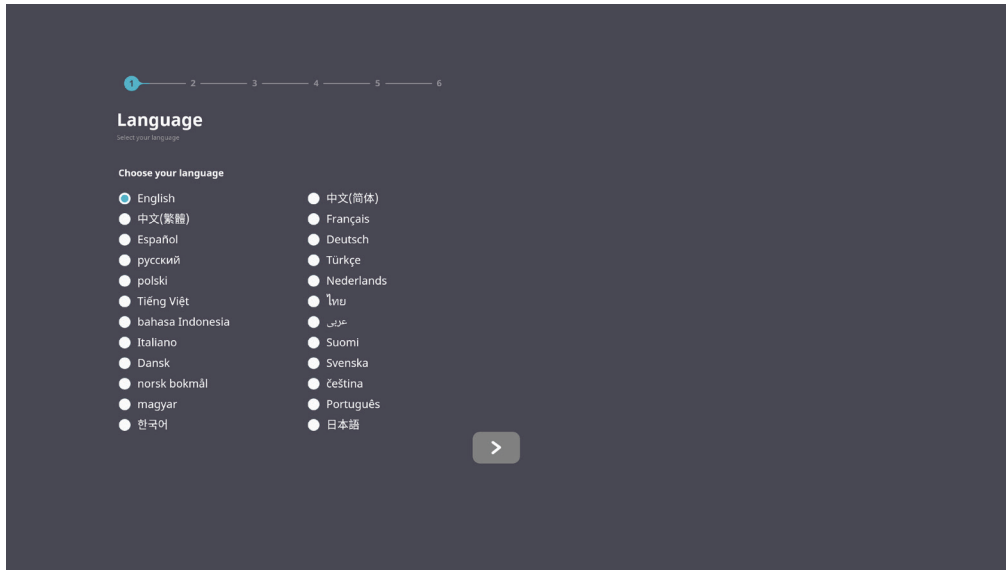 1 2 3 4 5 6
Language
Select your language
Choose your language
English 中文(简体)
中文(繁體) Français
Español Deutsch
русский Türkçe
polski Nederlands
Tiếng Việt ไทย
bahasa Indonesia عربى
Italiano Suomi
Dansk Svenska
norsk bokmål čeština
magyar Português
한국어 日本語